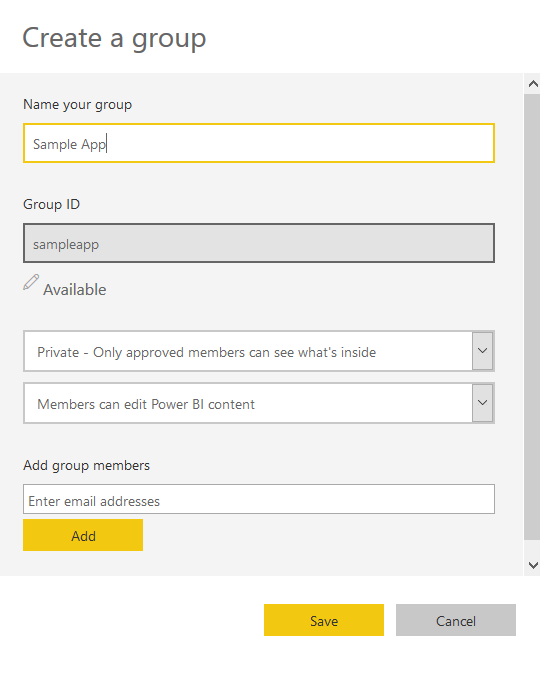 Create a group
Name your group
Sample App
Group ID
sampleapp
Available
Private - Only approved members can see what's inside
Members can edit Power BI content
Add group members
Enter email addresses
Add
Save
Cancel